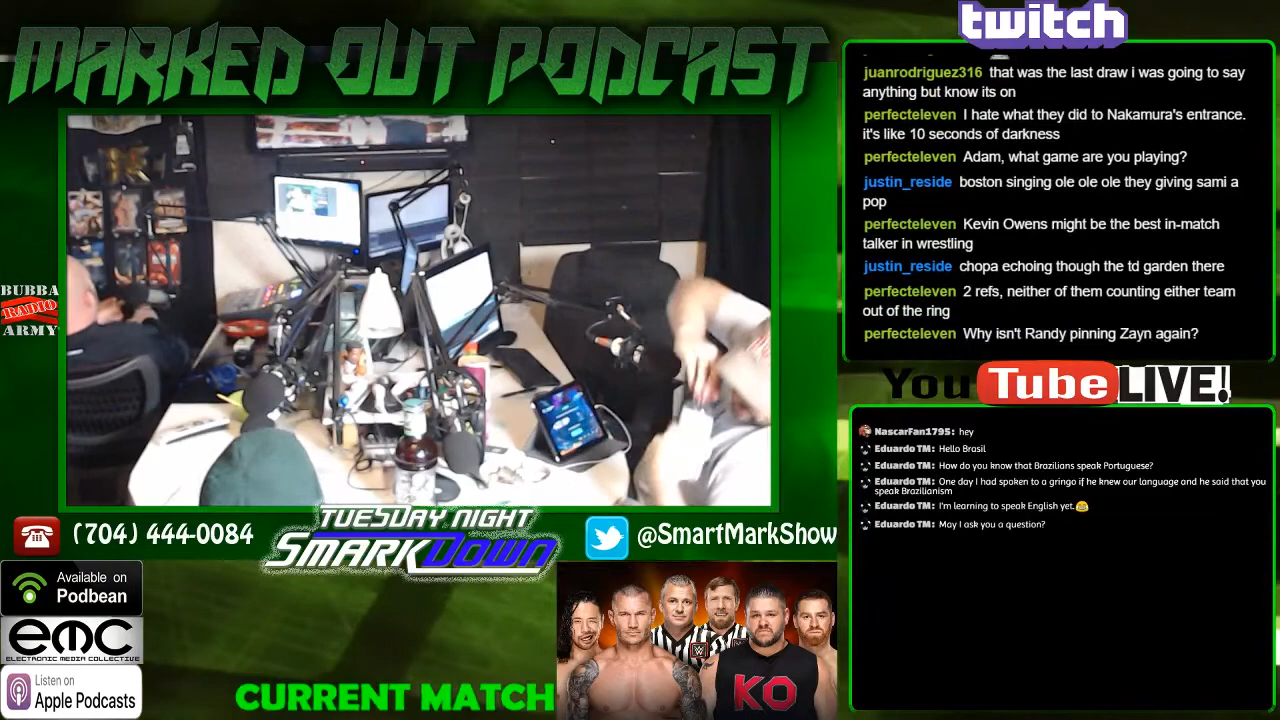 MARKED OUT PODCAST
twitch
juanrodriguez316 that was the last draw i was going to say
anything but know its on
perfecteleven I hate what they did to Nakamura's entrance.
it's like 10 seconds of darkness
perfecteleven Adam, what game are you playing?
justin_reside boston singing ole ole ole they giving sami a
pop
perfecteleven Kevin Owens might be the best in-match
talker in wrestling
justin_reside chopa echoing though the td garden there
perfecteleven 2 refs, neither of them counting either team
out of the ring
perfecteleven Why isn't Randy pinning Zayn again?
BUBBA
RADIO
ARMY
You Tube LIVE!
NascarFan1795: hey
Eduardo TM: Hello Brasil
Eduardo TM: How do you know that Brazilians speak Portuguese?
Eduardo TM: One day I had spoken to a gringo if he knew our language and he said that you
speak Brazilianism
Eduardo TM: I'm learning to speak English yet.😂
Eduardo TM: May I ask you a question?
(704) 444-0084
TUESDAY NIGHT
SMARKDOWN
@SmartMarkShow
Available on
Podbean
emc
ELECTRONIC MEDIA COLLECTIVE
Listen on
Apple Podcasts
CURRENT MATCH
KO